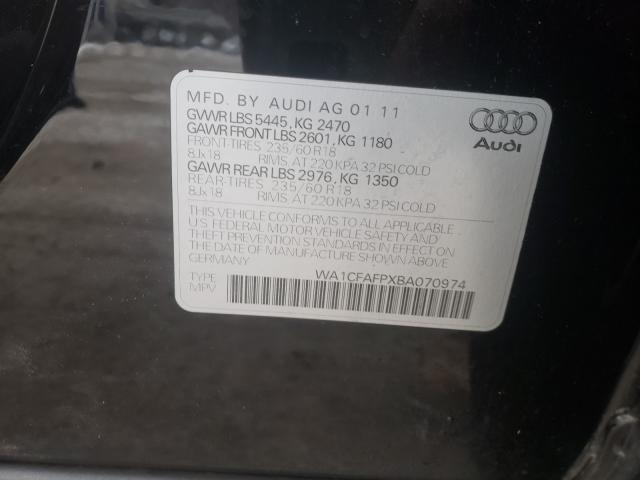 MFD. BY AUDI AG 01 11
GVWR LBS 5445, KG 2470
GAWR FRONT LBS 2601, KG 1180
FRONT-TIRES 235/60 R18
8Jx18 RIMS AT 220 KPA 32 PSI COLD
GAWR REAR LBS 2976, KG 1350
REAR-TIRES 235/60 R18
8Jx18 RIMS AT 220 KPA 32 PSI COLD
THIS VEHICLE CONFORMS TO ALL APPLICABLE
US. FEDERAL MOTOR VEHICLE SAFETY AND
THEFT PREVENTION STANDARDS IN EFFECT ON
THE DATE OF MANUFACTURE SHOWN ABOVE.
GERMANY
TYPE WA1CFAFPXBA070974
MPV
Audi